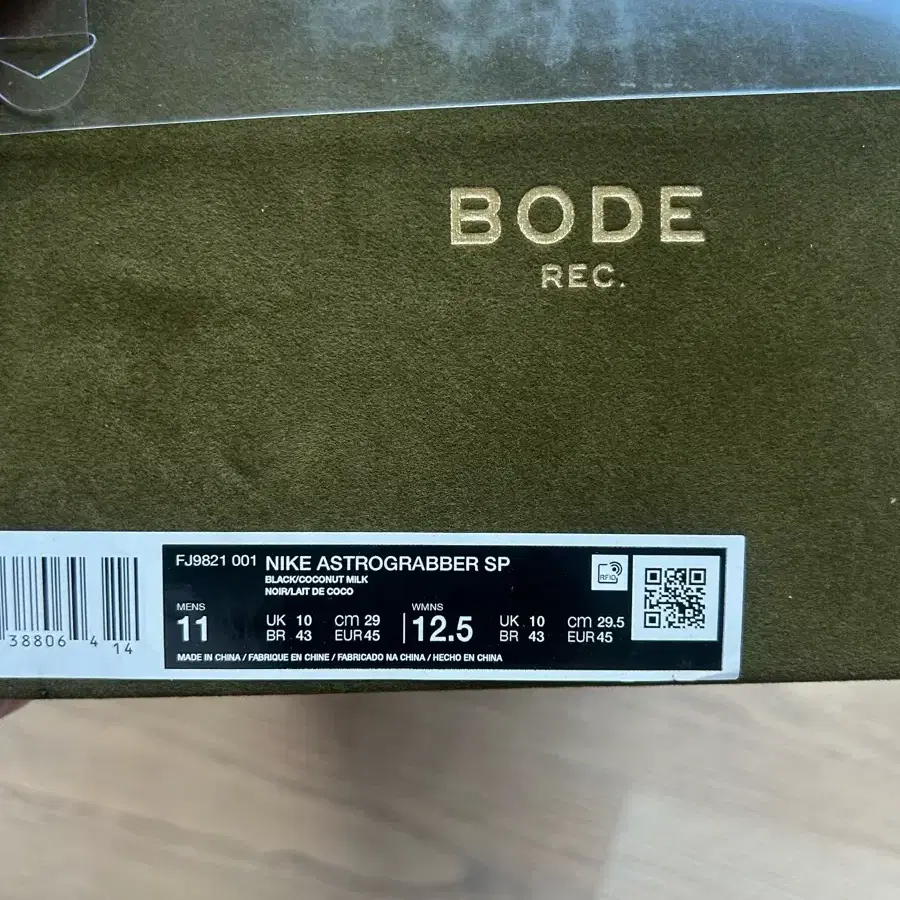 BODE
REC.
FJ9821 001 NIKE ASTROGRABBER SP
BLACK/COCONUT MILK
NOIR/LAIT DE COCO
RFID
MENS
11
UK 10 cm 29
BR 43 EUR 45
WMNS
12.5
UK 10 cm 29.5
BR 43 EUR 45
MADE IN CHINA / FABRIQUE EN CHINE / FABRICADO NA CHINA / HECHO EN CHINA
38806 4 14